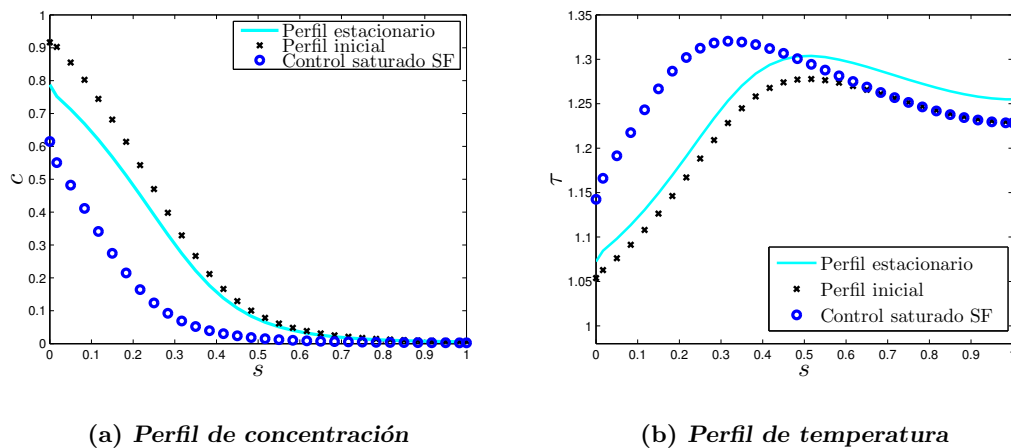 1
0.9
0.8
0.7
0.6
0.5
0.4
0.3
0.2
0.1
0
c
0 0.1 0.2 0.3 0.4 0.5 0.6 0.7 0.8 0.9 1
s
Perfil estacionario
Perfil inicial
Control saturado SF
1.35
1.3
1.25
1.2
1.15
1.1
1.05
1
τ
0 0.1 0.2 0.3 0.4 0.5 0.6 0.7 0.8 0.9 1
s
Perfil estacionario
Perfil inicial
Control saturado SF
(a) Perfil de concentración
(b) Perfil de temperatura